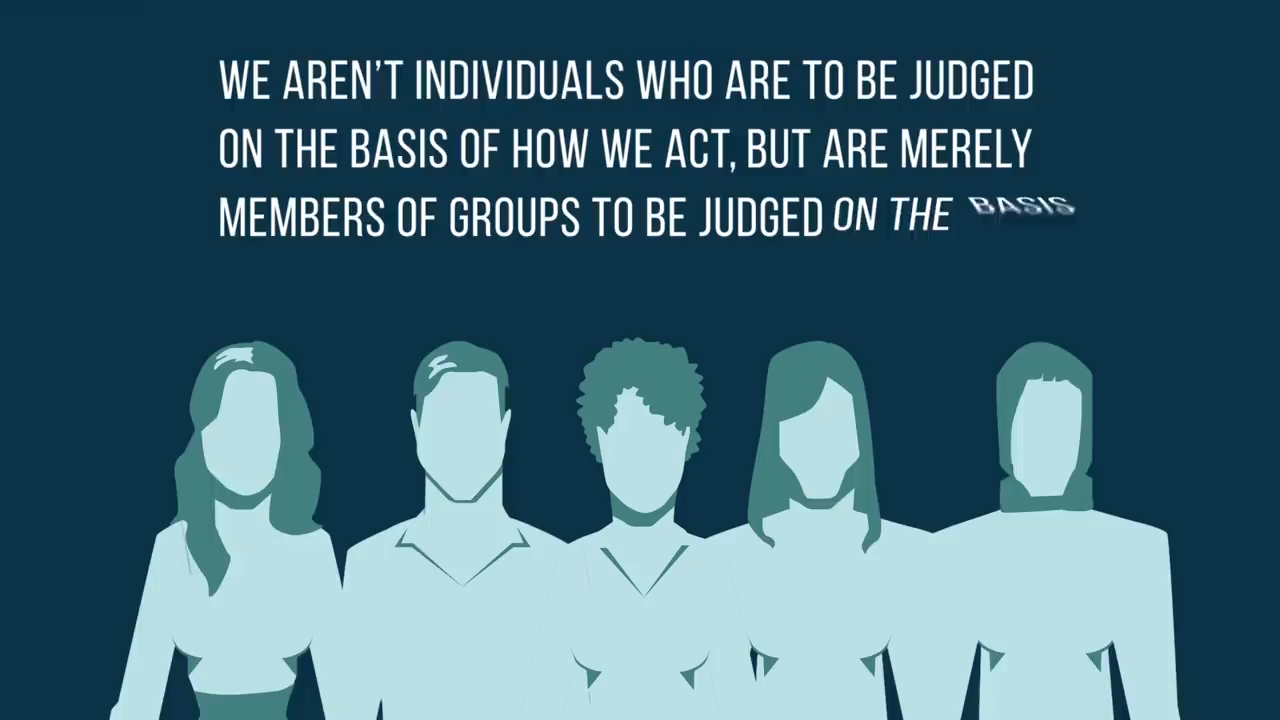 WE AREN'T INDIVIDUALS WHO ARE TO BE JUDGED
ON THE BASIS OF HOW WE ACT, BUT ARE MERELY
MEMBERS OF GROUPS TO BE JUDGED ON THE BASIS